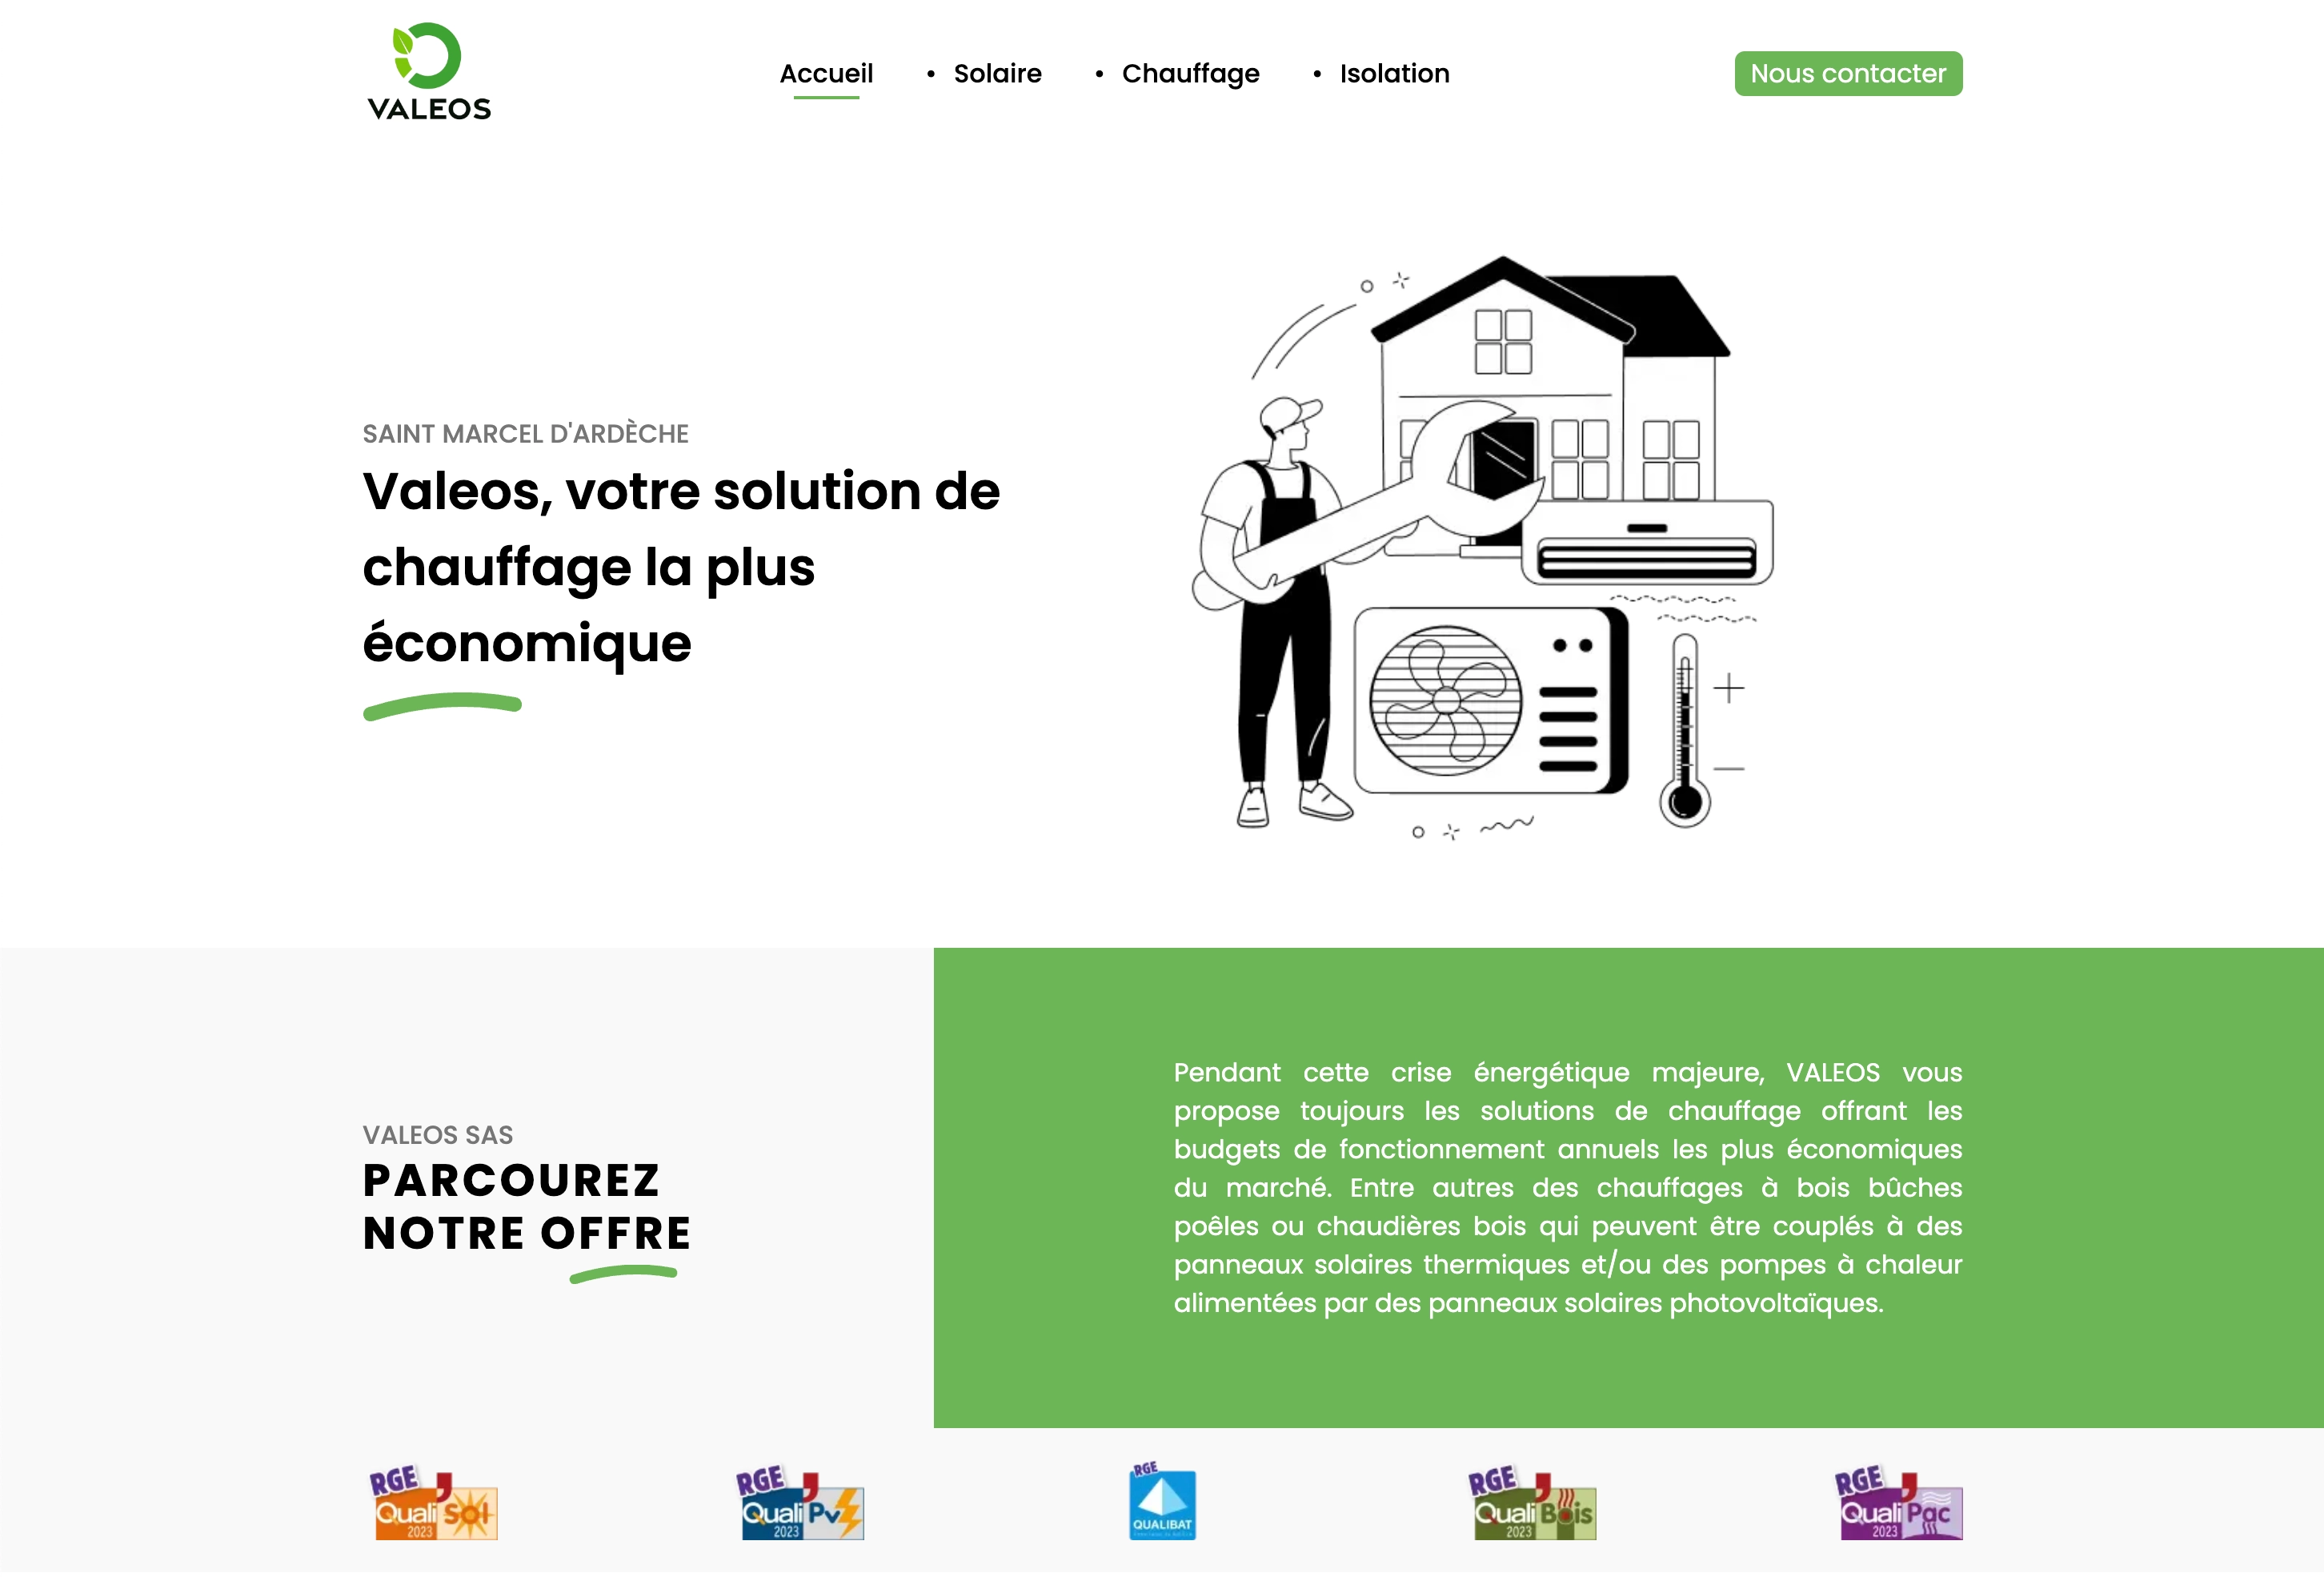 VALEOS
Accueil
• Solaire
• Chauffage
• Isolation
Nous contacter
SAINT MARCEL D'ARDÈCHE
Valeos, votre solution de
chauffage la plus
économique
VALEOS SAS
PARCOUREZ
NOTRE OFFRE
Pendant cette crise énergétique majeure, VALEOS vous
propose toujours les solutions de chauffage offrant les
budgets de fonctionnement annuels les plus économiques
du marché. Entre autres des chauffages à bois bûches
poêles ou chaudières bois qui peuvent être couplés à des
panneaux solaires thermiques et/ou des pompes à chaleur
alimentées par des panneaux solaires photovoltaïques.
RGE
Quali Sol
2023
RGE
Quali Pv
2023
RGE
QUALIBAT
RGE
Quali Bois
2023
RGE
Quali Pac
2023